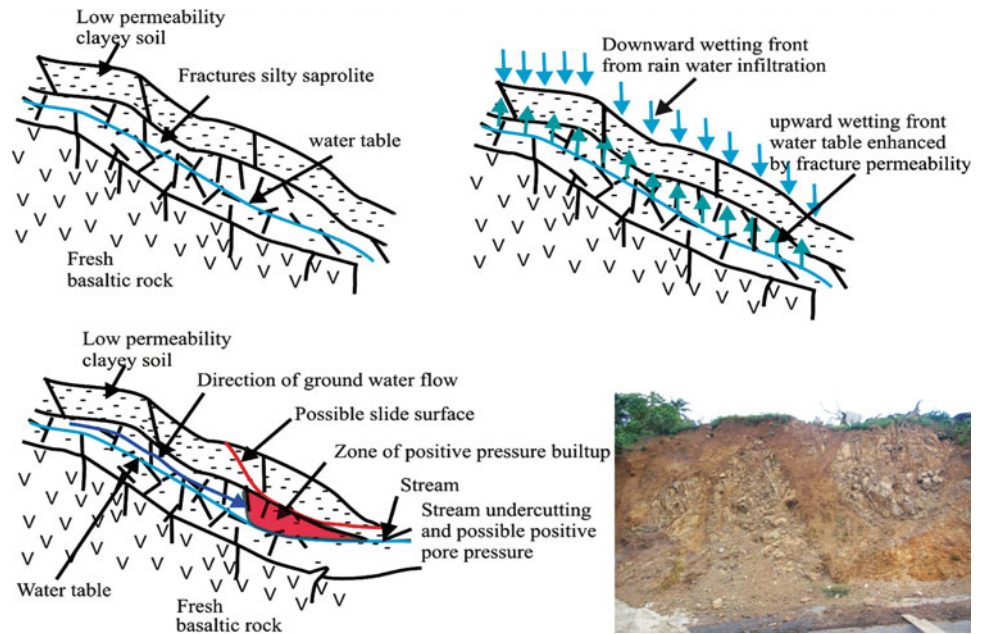 Low permeability
clayey soil
Fractures silty saprolite
water table
Fresh
basaltic rock
Downward wetting front
from rain water infiltration
upward wetting front
water table enhanced
by fracture permeability
Low permeability
clayey soil
Direction of ground water flow
Possible slide surface
Zone of positive pressure builtup
Stream
Stream undercutting
and possible positive
pore pressure
Water table
Fresh
basaltic rock